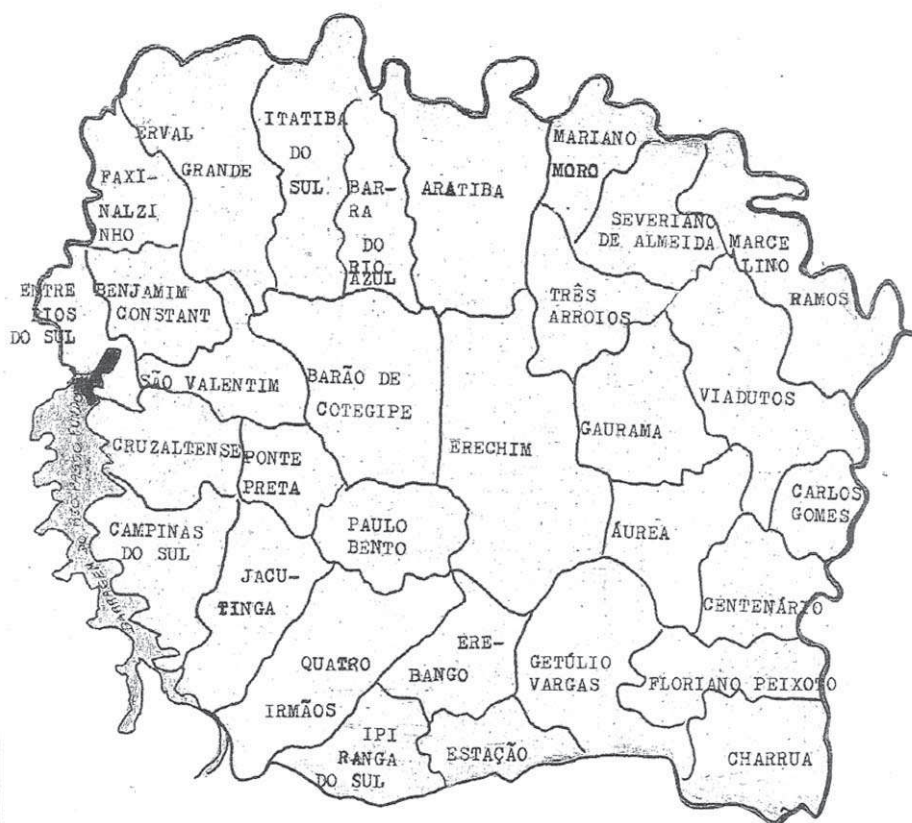 ERVAL
GRANDE
ITATIBA
DO
SUL
BAR-
RA
DO
RIO
AZUL
ARATIBA
MARIANO
MORO
FAXI-
NALZI
NHO
SEVERIANO
DE ALMEIDA
MARCE
LINO
RAMOS
ENTRE
RIOS
DO SUL
BENJAMIM
CONSTANT
TRÊS
ARROIOS
SÃO VALENTIM
BARÃO DE
COTEGIPE
VIADUTOS
GAURAMA
ERECHIM
CRUZALTENSE
PONTE
PRETA
CARLOS
GOMES
CAMPINAS
DO SUL
PAULO
BENTO
ÁUREA
JACU-
TINGA
CENTENÁRIO
QUATRO
IRMÃOS
ERE-
BANGO
GETÚLIO
VARGAS
FLORIANO PEIXOTO
IPI
RANGA
DO SUL
ESTAÇÃO
CHARRUA